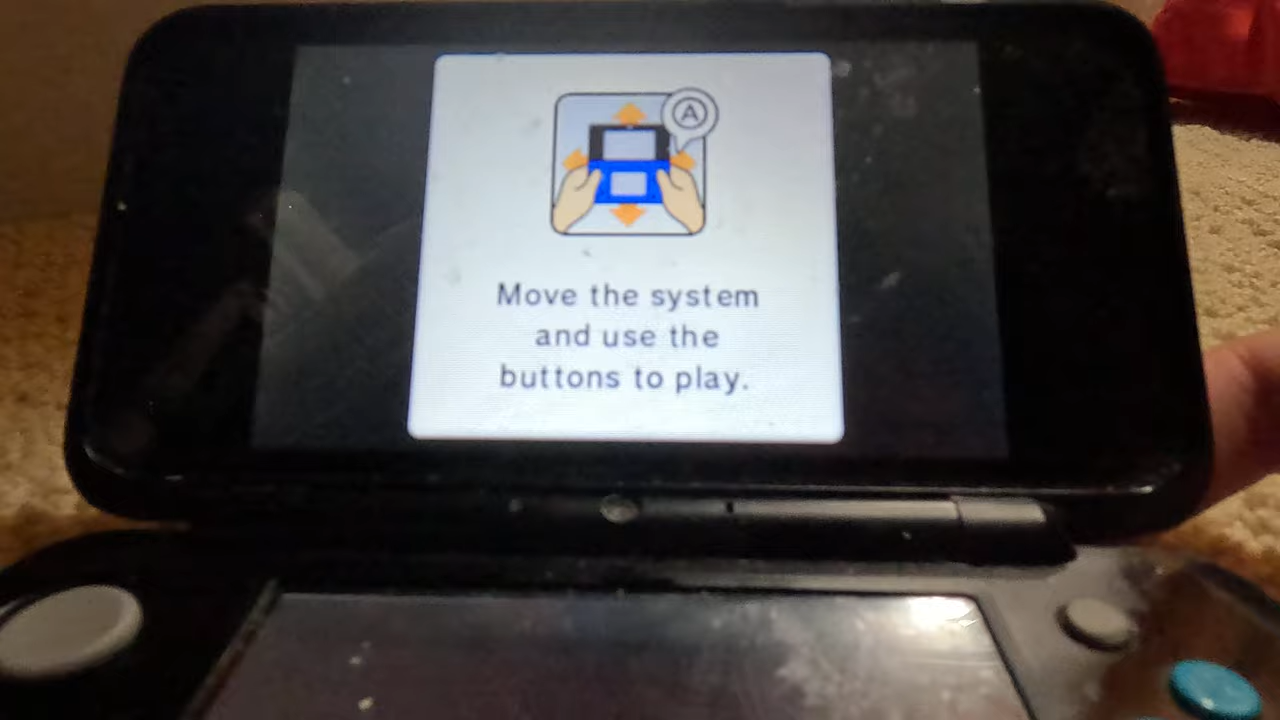 A
Move the system
and use the
buttons to play.